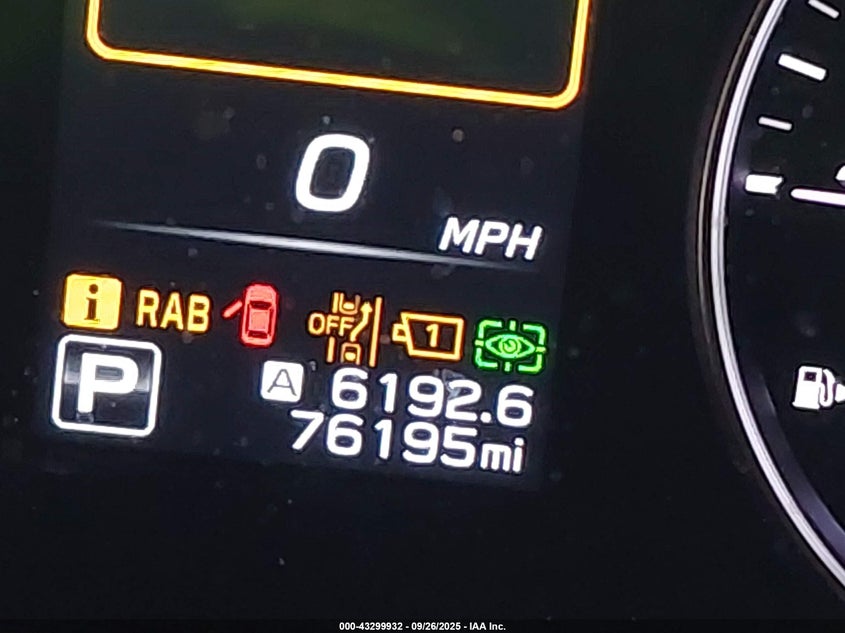 0
MPH
i RAB OFF 1
P A 6192.6
76195mi
000-43299932 - 09/26/2025 - IAA Inc.